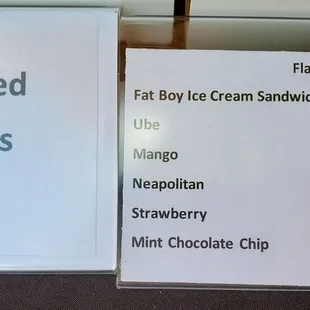 ed
s
Fla
Fat Boy Ice Cream Sandwic
Ube
Mango
Neapolitan
Strawberry
Mint Chocolate Chip